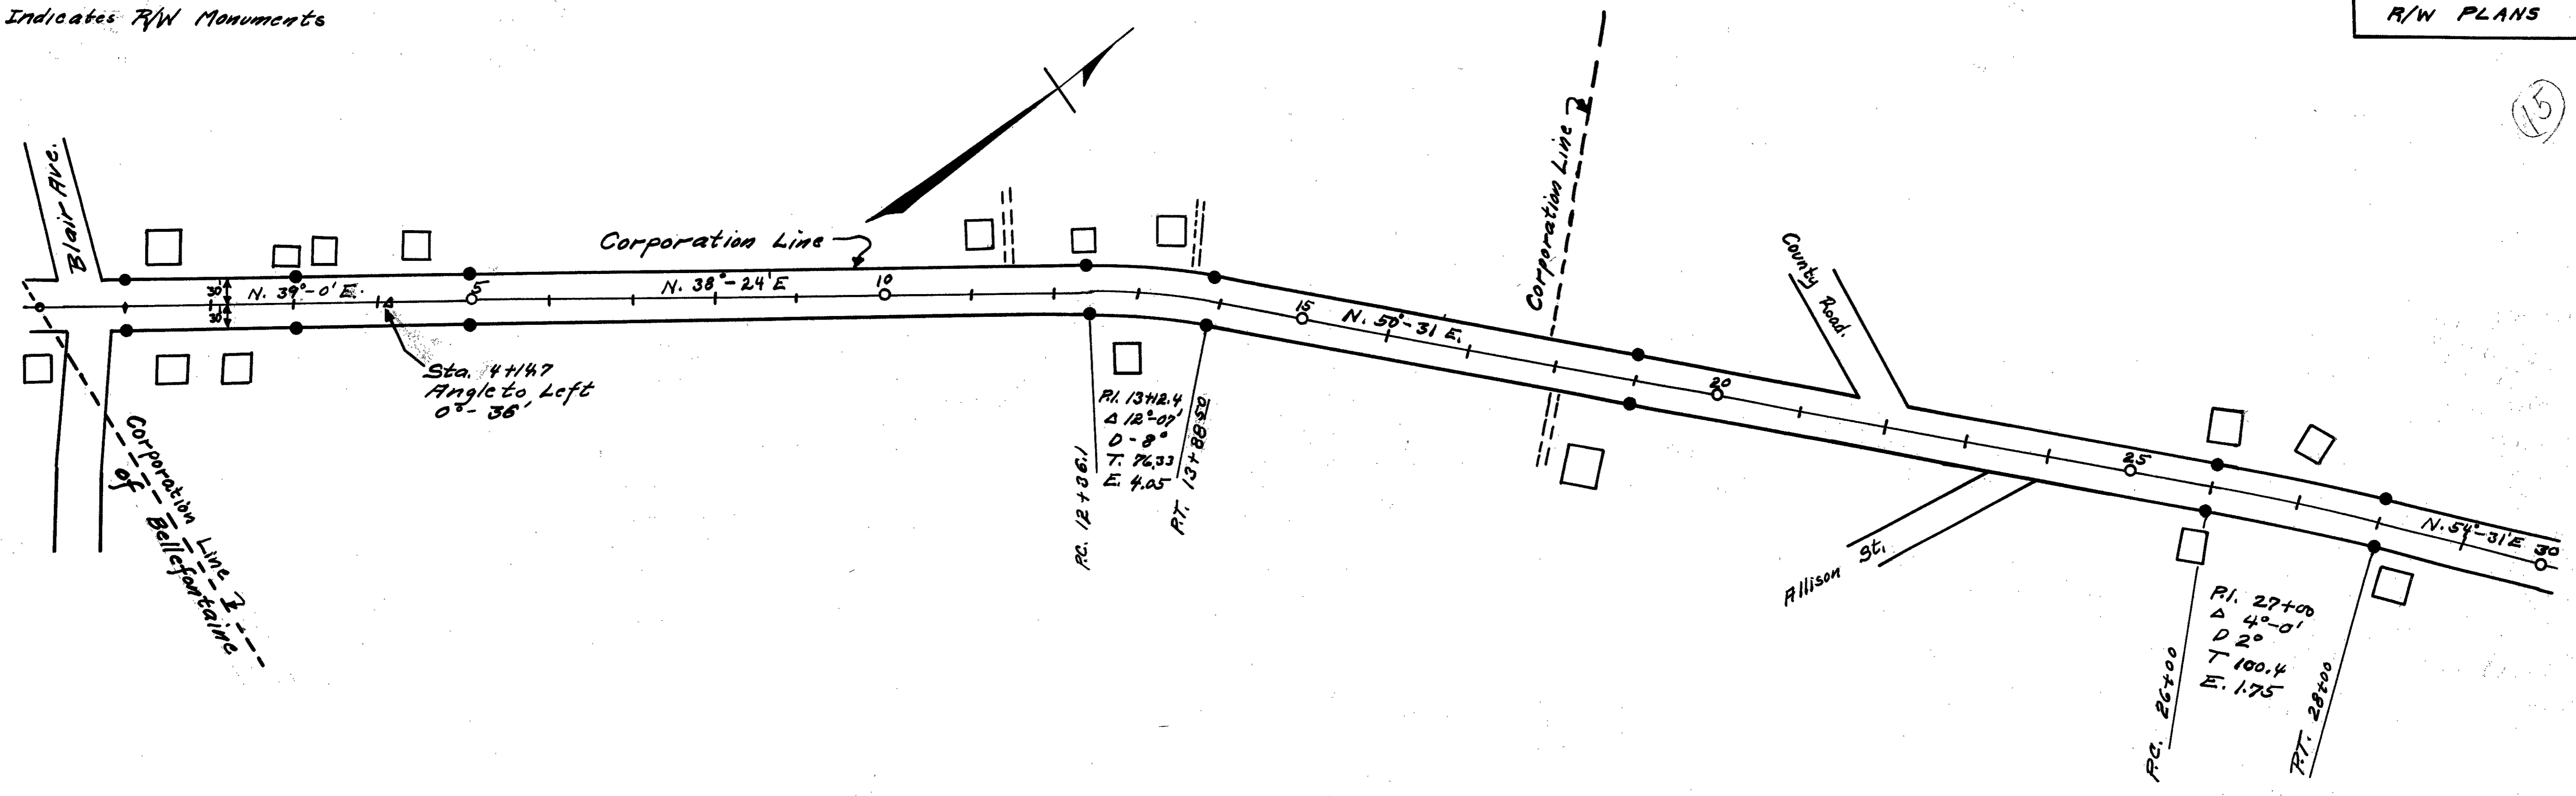 Indicates R/W Monuments
R/W PLANS
15
Blair Ave.
30'
30'
N. 39°-0' E.
Sta. 4+14.7
Angle to Left
0°-36'
5
Corporation Line
N. 38°-24' E
10
P.I. 13+12.4
Δ 12°-07'
D-8°
T. 76.33
E. 4.05
P.C. 12+36.1
P.T. 13+88.50
15
N. 50°-31' E.
Corporation Line
20
County Road.
Allison St.
25
P.I. 27+00
Δ 4°-0'
D 2°
T 100.4
E. 1.75
P.C. 26+00
P.T. 28+00
N. 54°-31' E
30
Corporation Line
of Bellefontaine